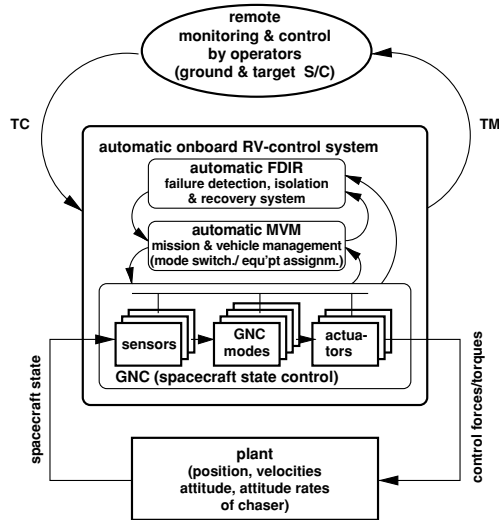 remote
monitoring & control
by operators
(ground & target S/C)
TC
TM
automatic onboard RV-control system
automatic FDIR
failure detection, isolation
& recovery system
automatic MVM
mission & vehicle management
(mode switch./ equ'pt assignm.)
sensors
GNC
modes
actua-
tors
GNC (spacecraft state control)
spacecraft state
control forces/torques
plant
(position, velocities
attitude, attitude rates
of chaser)